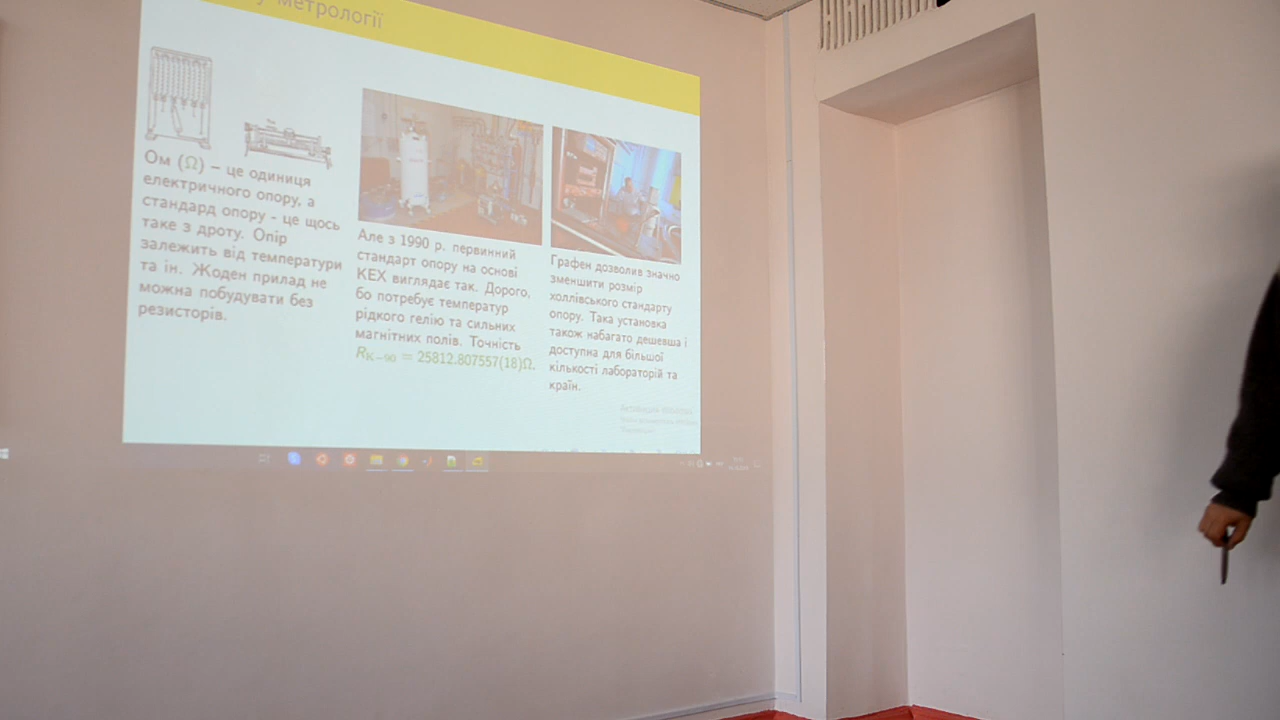 у метрології
Ом (Ω) – це одиниця
електричного опору, а
стандард опору - це щось
таке з дроту. Опір
залежить від температури
та ін. Жоден прилад не
можна побудувати без
резисторів.
Але з 1990 р. первинний
стандарт опору на основі
КЕХ виглядає так. Дорого,
бо потребує температур
рідкого гелію та сильних
магнітних полів. Точність
R_K−90 = 25812.807557(18)Ω.
Графен дозволив значно
зменшити розмір
холлівського стандарту
опору. Така установка
також набагато дешевша і
доступна для більшої
кількості лабораторій та
країн.